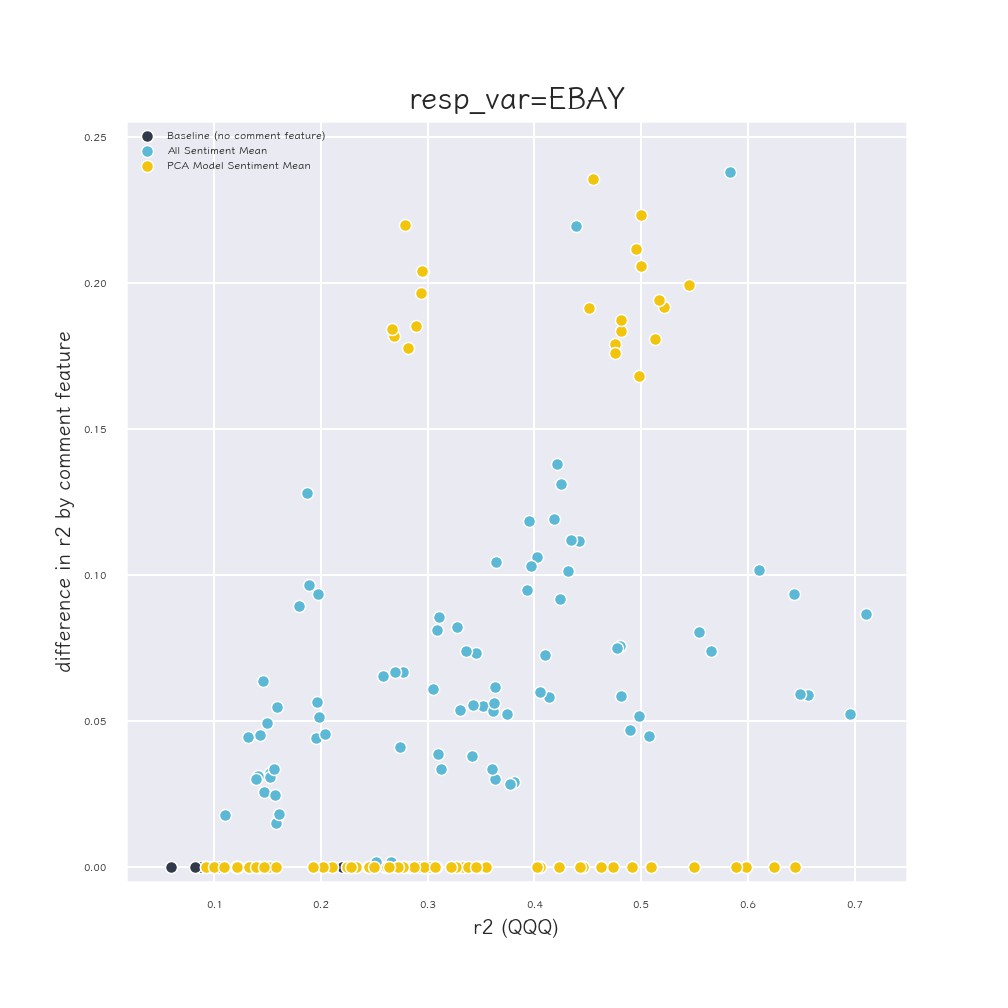 resp_var=EBAY
Baseline (no comment feature)
All Sentiment Mean
PCA Model Sentiment Mean
difference in r2 by comment feature
0.25
0.20
0.15
0.10
0.05
0.00
0.1 0.2 0.3 0.4 0.5 0.6 0.7
r2 (QQQ)